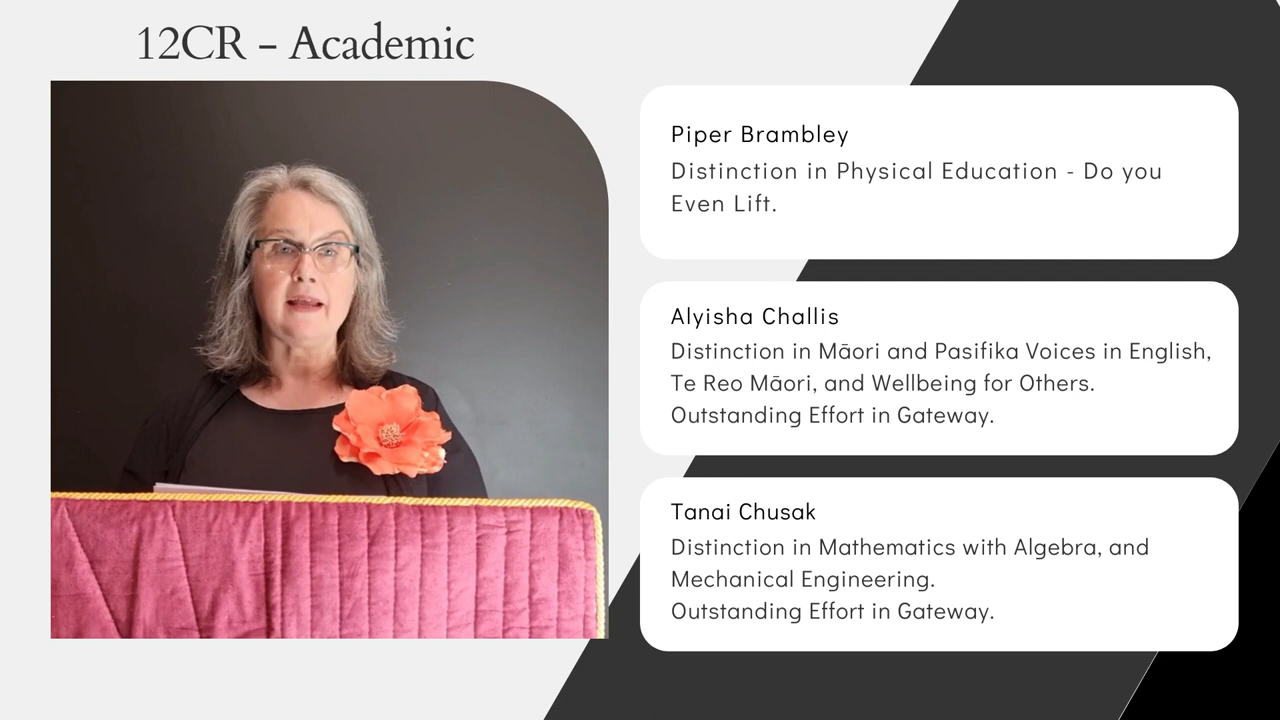 12CR - Academic
Piper Brambley
Distinction in Physical Education - Do you
Even Lift.
Alyisha Challis
Distinction in Māori and Pasifika Voices in English,
Te Reo Māori, and Wellbeing for Others.
Outstanding Effort in Gateway.
Tanai Chusak
Distinction in Mathematics with Algebra, and
Mechanical Engineering.
Outstanding Effort in Gateway.